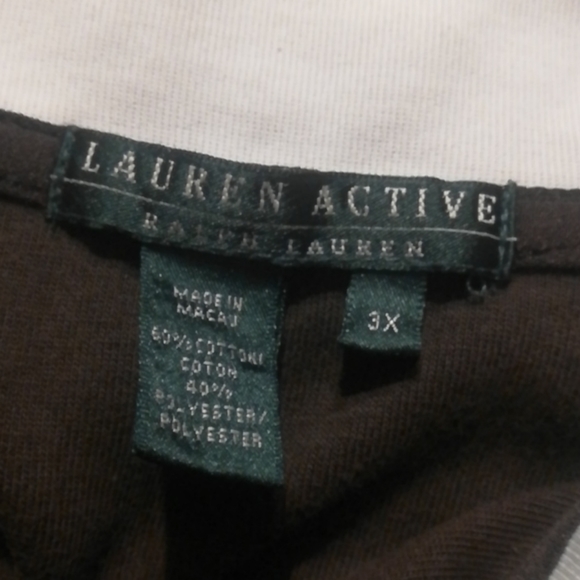 LAUREN ACTIVE
RALPH LAUREN
MADE IN
MACAU
60% COTTON/
COTON
40%
POLYESTER/
POLYESTER
3X